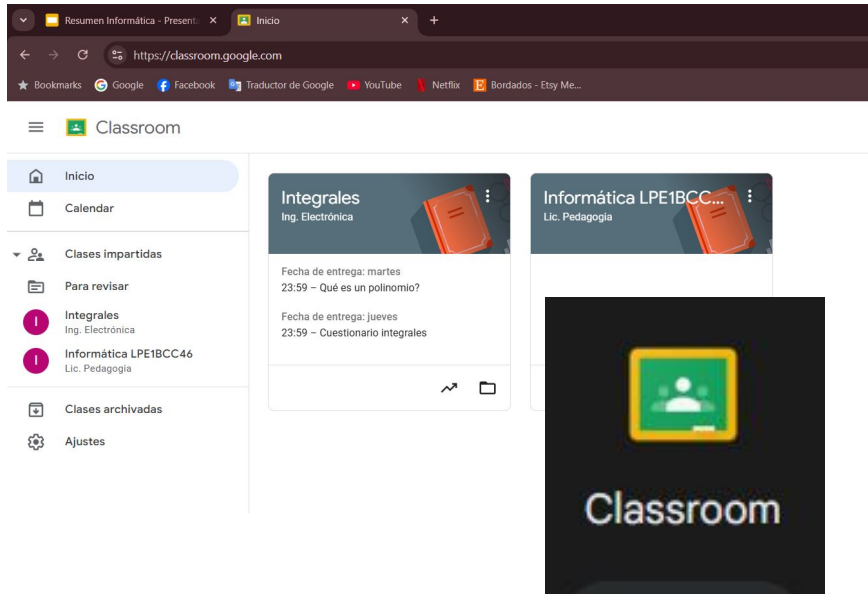 Resumen Informática - Presenta
Inicio
https://classroom.google.com
Bookmarks Google Facebook Traductor de Google YouTube Netflix Bordados - Etsy Me...
Classroom
Inicio
Calendar
Clases impartidas
Para revisar
I
Integrales
Ing. Electrónica
I
Informática LPE1BCC46
Lic. Pedagogia
Clases archivadas
Ajustes
Integrales
Ing. Electrónica
Fecha de entrega: martes
23:59 – Qué es un polinomio?
Fecha de entrega: jueves
23:59 – Cuestionario integrales
Informática LPE1BCC...
Lic. Pedagogia
Classroom